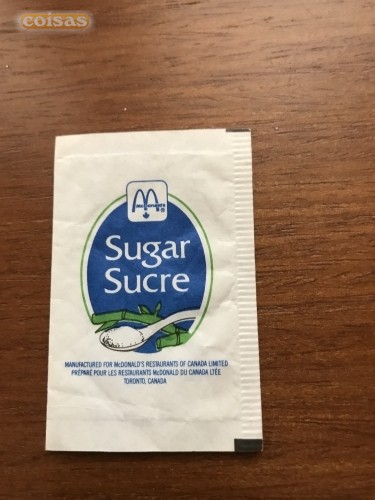 coisas
McDonald's
®
Sugar
Sucre
MANUFACTURED FOR McDONALD'S RESTAURANTS OF CANADA LIMITED
PRÉPARÉ POUR LES RESTAURANTS McDONALD DU CANADA LTÉE
TORONTO, CANADA